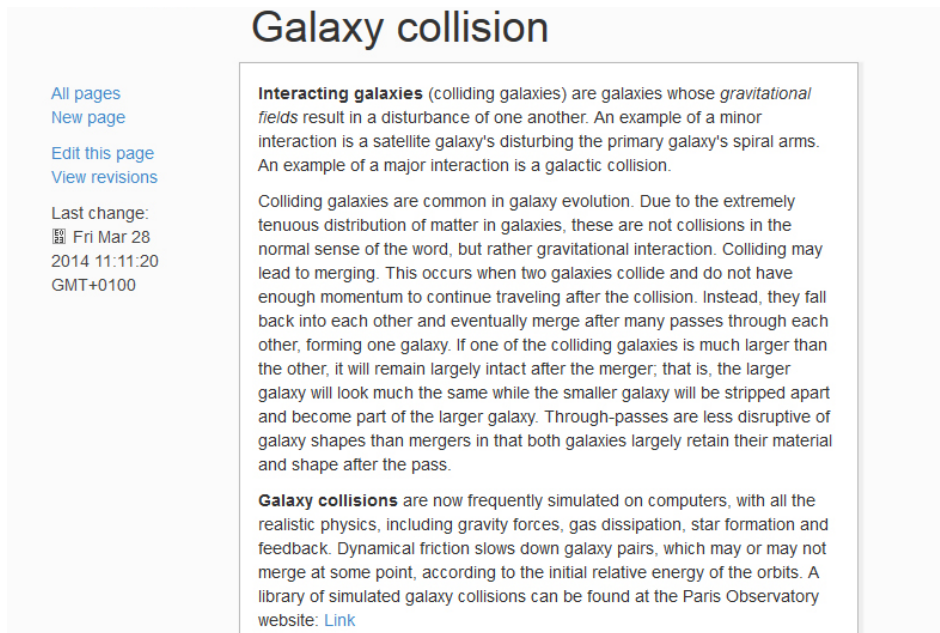 Galaxy collision
All pages
New page
Edit this page
View revisions
Last change:
Fri Mar 28
2014 11:11:20
GMT+0100
Interacting galaxies (colliding galaxies) are galaxies whose gravitational
fields result in a disturbance of one another. An example of a minor
interaction is a satellite galaxy's disturbing the primary galaxy's spiral arms.
An example of a major interaction is a galactic collision.
Colliding galaxies are common in galaxy evolution. Due to the extremely
tenuous distribution of matter in galaxies, these are not collisions in the
normal sense of the word, but rather gravitational interaction. Colliding may
lead to merging. This occurs when two galaxies collide and do not have
enough momentum to continue traveling after the collision. Instead, they fall
back into each other and eventually merge after many passes through each
other, forming one galaxy. If one of the colliding galaxies is much larger than
the other, it will remain largely intact after the merger; that is, the larger
galaxy will look much the same while the smaller galaxy will be stripped apart
and become part of the larger galaxy. Through-passes are less disruptive of
galaxy shapes than mergers in that both galaxies largely retain their material
and shape after the pass.
Galaxy collisions are now frequently simulated on computers, with all the
realistic physics, including gravity forces, gas dissipation, star formation and
feedback. Dynamical friction slows down galaxy pairs, which may or may not
merge at some point, according to the initial relative energy of the orbits. A
library of simulated galaxy collisions can be found at the Paris Observatory
website: Link